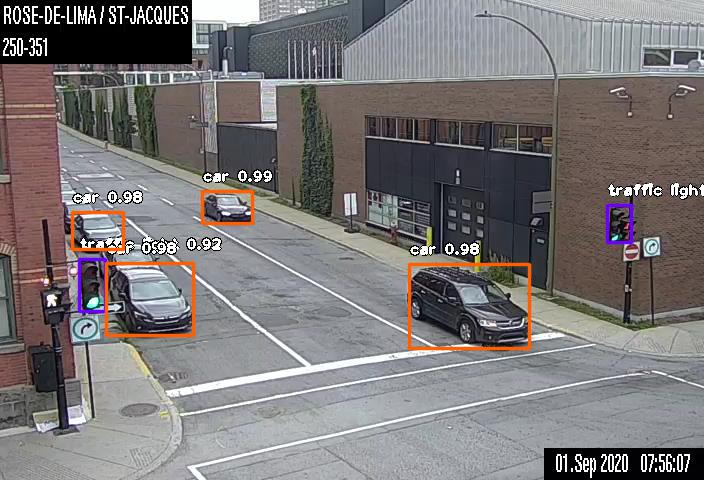 ROSE-DE-LIMA / ST-JACQUES
250-351
car 0.99
car 0.98
traffic light
0.92
car 0.98
car 0.98
01.Sep 2020 07:56:07